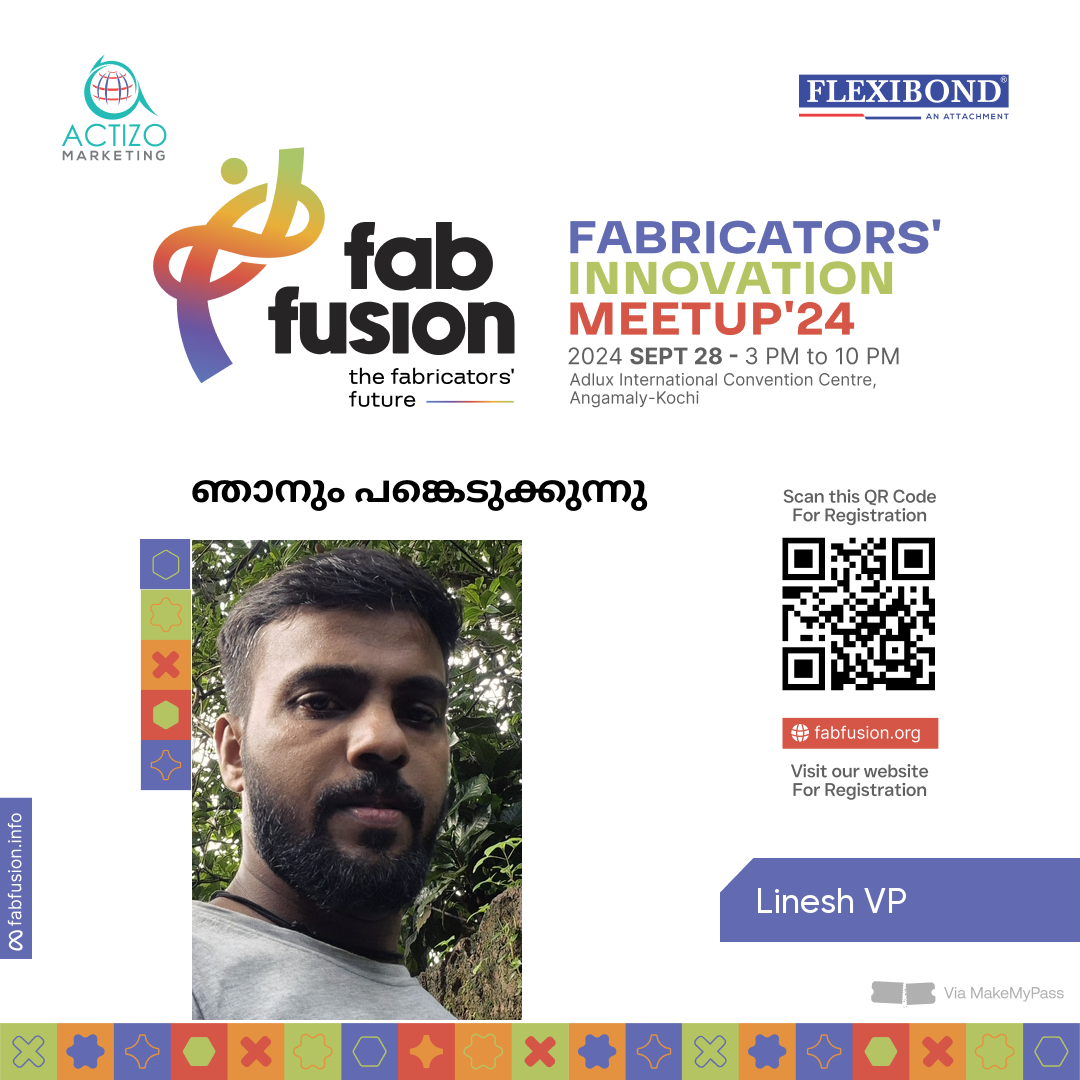 ACTIZO
MARKETING
FLEXIBOND®
AN ATTACHMENT
fab
fusion
the fabricators'
future
FABRICATORS'
INNOVATION
MEETUP'24
2024 SEPT 28 - 3 PM to 10 PM
Adlux International Convention Centre,
Angamaly-Kochi
ഞാനും പങ്കെടുക്കുന്നു
Scan this QR Code
For Registration
fabfusion.org
Visit our website
For Registration
fabfusion.info
Linesh VP
Via MakeMyPass